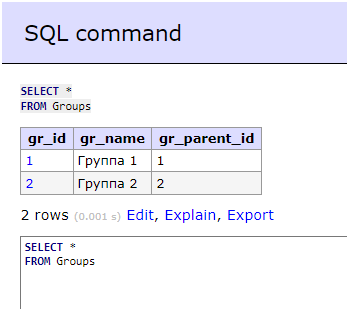 SQL command
SELECT *
FROM Groups
gr_id gr_name gr_parent_id
1 Группа 1 1
2 Группа 2 2
2 rows (0.001 s) Edit, Explain, Export
SELECT *
FROM Groups